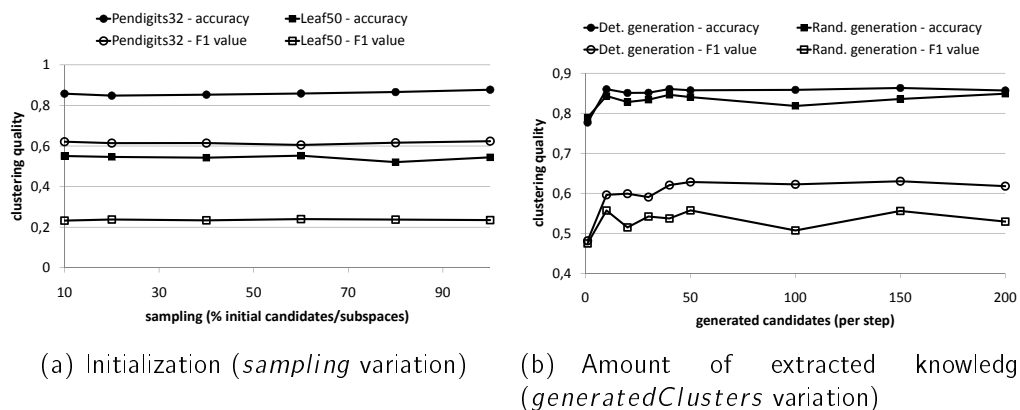 Pendigits32 - accuracy
Leaf50 - accuracy
Pendigits32 - F1 value
Leaf50 - F1 value
clustering quality
1
0,8
0,6
0,4
0,2
0
10
30
50
70
90
sampling (% initial candidates/subspaces)
(a) Initialization (sampling variation)
Det. generation - accuracy
Rand. generation - accuracy
Det. generation - F1 value
Rand. generation - F1 value
clustering quality
0,9
0,8
0,7
0,6
0,5
0,4
0
50
100
150
200
generated candidates (per step)
(b) Amount of extracted knowledg
(generatedClusters variation)